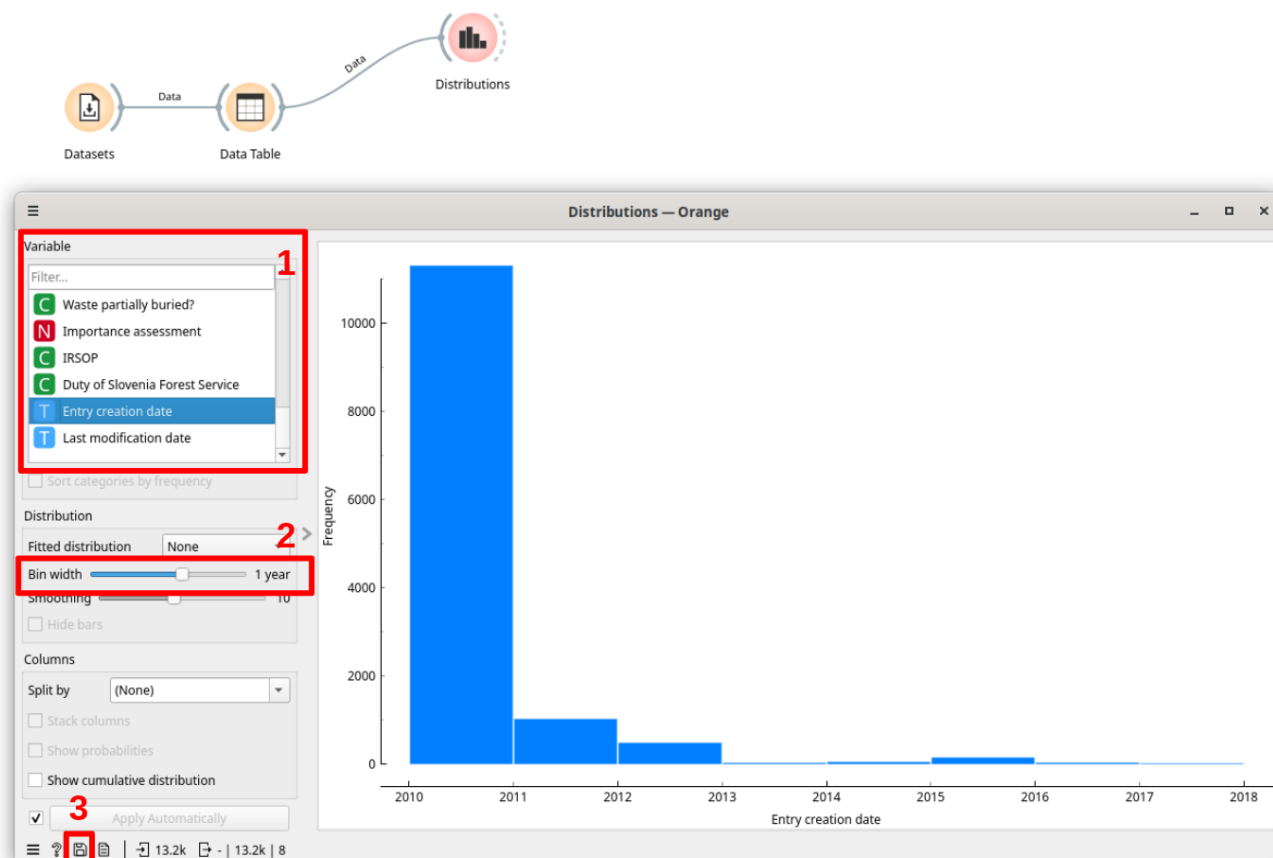 Data
Data
Distributions
Datasets
Data Table
Distributions — Orange
Variable
1
Filter...
C Waste partially buried?
N Importance assessment
C IRSOP
C Duty of Slovenia Forest Service
T Entry creation date
T Last modification date
Sort categories by frequency
Distribution
2
Fitted distribution None
Bin width 1 year
Smoothing 10
Hide bars
Columns
Split by (None)
Stack columns
Show probabilities
Show cumulative distribution
3
Apply Automatically
? 13.2k - | 13.2k | 8
Frequency
10000
8000
6000
4000
2000
0
2010 2011 2012 2013 2014 2015 2016 2017 2018
Entry creation date